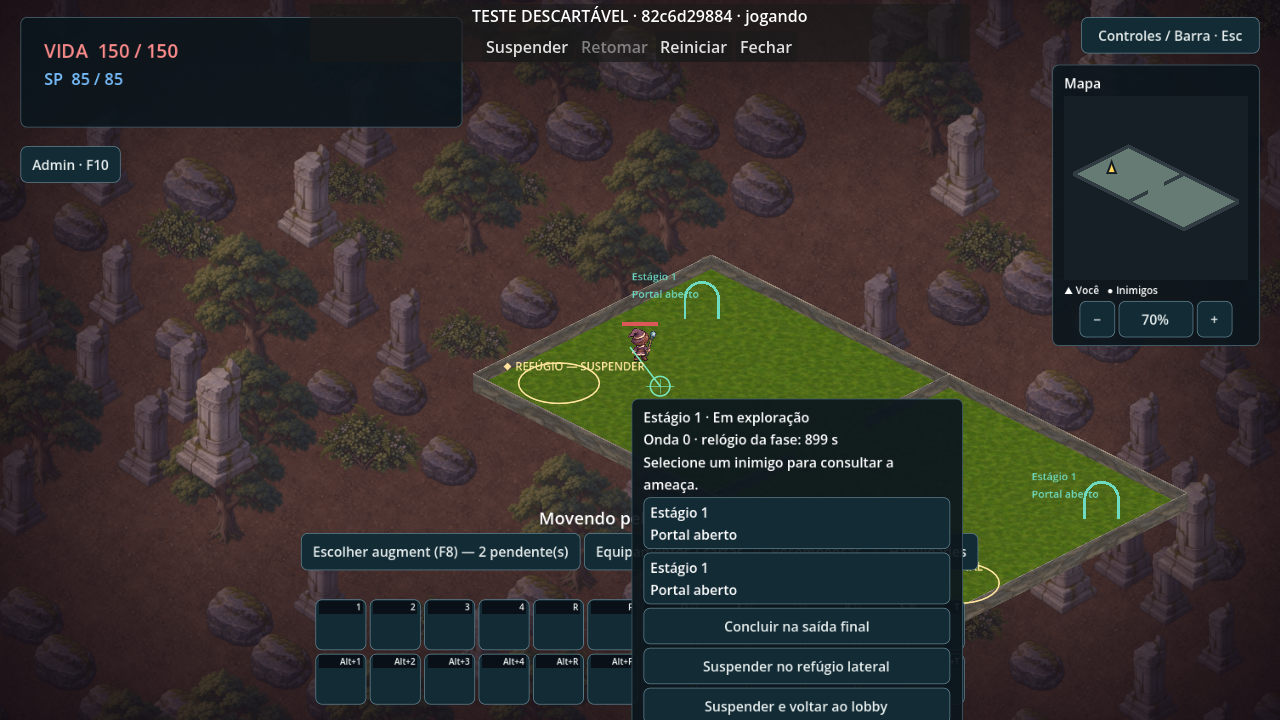 TESTE DESCARTÁVEL · 82c6d29884 · jogando
Suspender Retomar Reiniciar Fechar
VIDA 150 / 150
SP 85 / 85
Controles / Barra · Esc
Admin · F10
Mapa
▲ Você ● Inimigos
− 70% +
Estágio 1
Portal aberto
◆ REFÚGIO — SUSPENDER
Estágio 1
Portal aberto
Estágio 1 · Em exploração
Onda 0 · relógio da fase: 899 s
Selecione um inimigo para consultar a
ameaça.
Estágio 1
Portal aberto
Estágio 1
Portal aberto
Concluir na saída final
Suspender no refúgio lateral
Suspender e voltar ao lobby
Movendo
Escolher augment (F8) — 2 pendente(s)
1 2 3 4 R
Alt+1 Alt+2 Alt+3 Alt+4 Alt+R